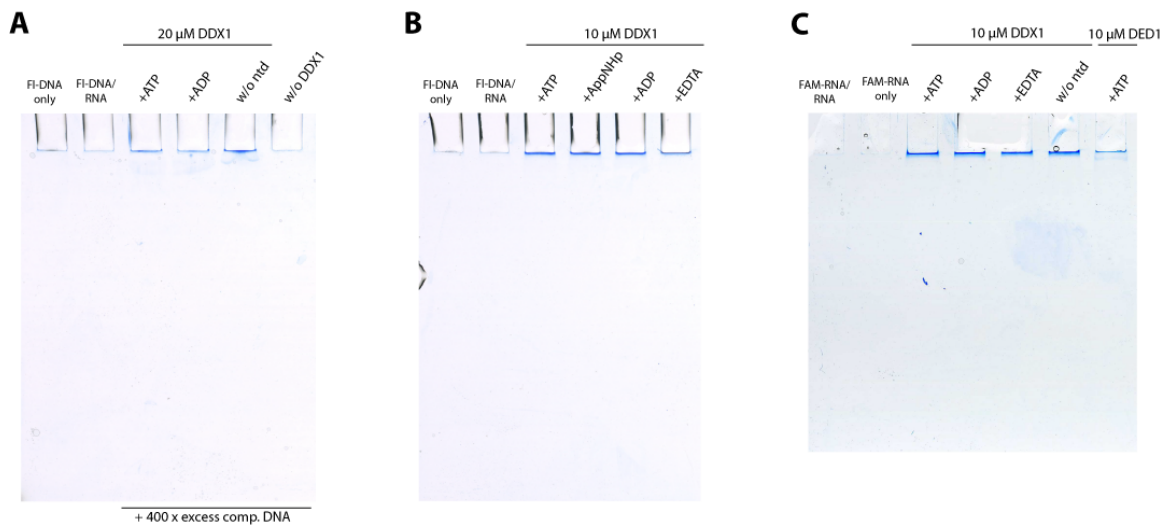 A
20 µM DDX1
Fl-DNA only
Fl-DNA/ RNA
+ATP
+ADP
w/o ntd
w/o DDX1
+ 400 x excess comp. DNA
B
10 µM DDX1
Fl-DNA only
Fl-DNA/ RNA
+ATP
+AppNHp
+ADP
+EDTA
C
10 µM DDX1
10 µM DED1
FAM-RNA/ RNA
FAM-RNA only
+ATP
+ADP
+EDTA
w/o ntd
+ATP